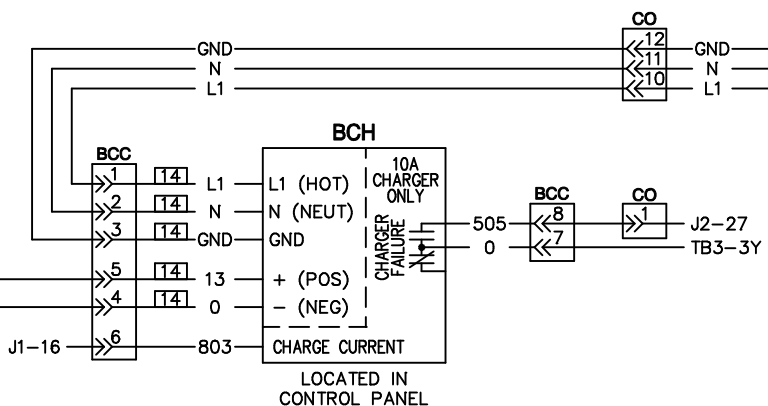 CO
GND 12 GND
N 11 N
L1 10 L1
BCH
BCC
1 14 L1 L1 (HOT)
2 14 N N (NEUT)
3 14 GND GND
5 14 13 + (POS)
4 14 0 − (NEG)
J1−16 6 803 CHARGE CURRENT
10A
CHARGER
ONLY
CHARGER
FAILURE
BCC
CO
505 8 1 J2−27
0 7 TB3−3Y
LOCATED IN
CONTROL PANEL